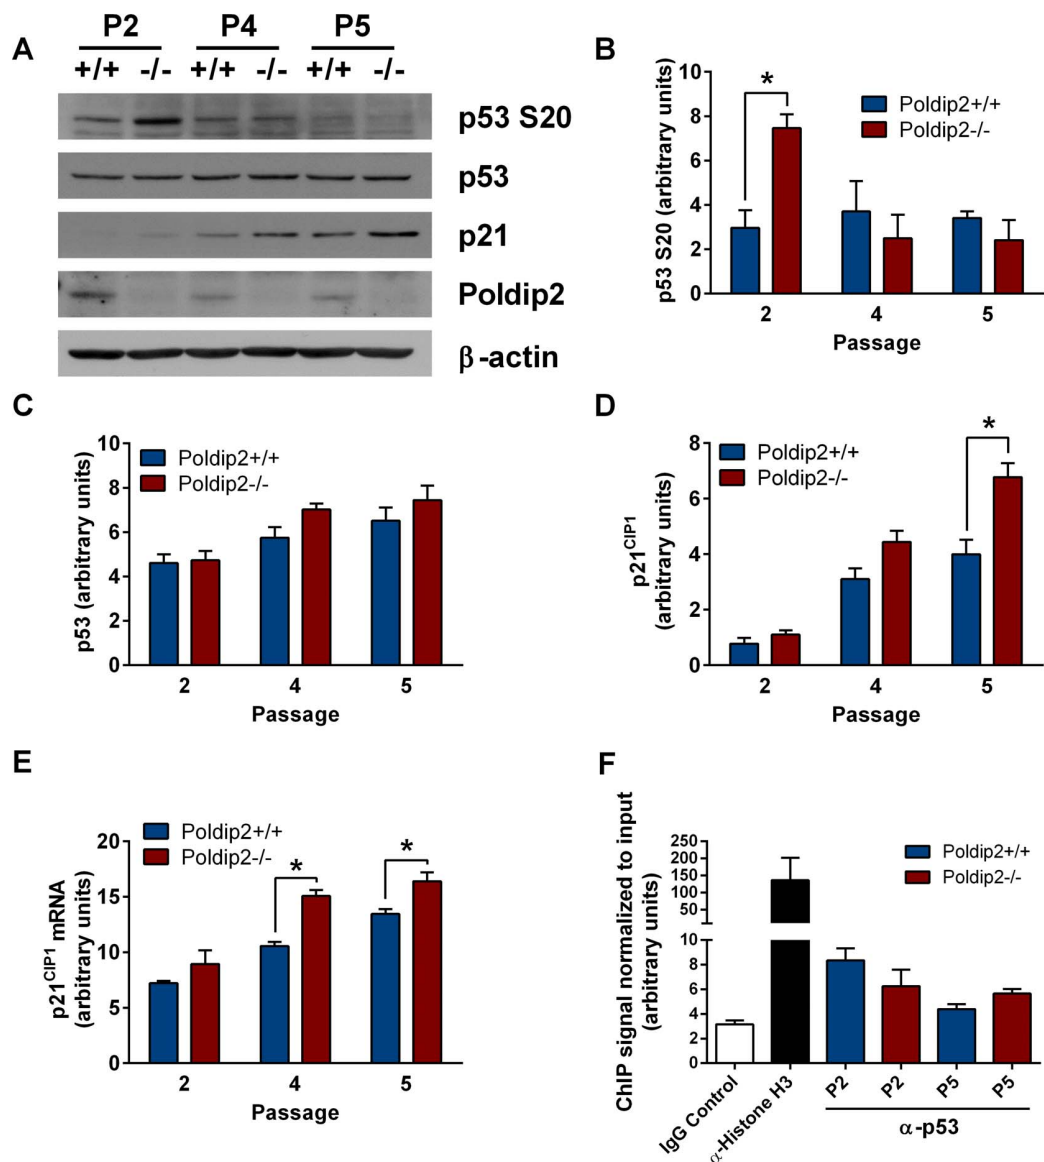 A
P2 P4 P5
+/+ -/- +/+ -/- +/+ -/-
p53 S20
p53
p21
Poldip2
β-actin
B
p53 S20 (arbitrary units)
10
8
6
4
2
0
*
Poldip2+/+
Poldip2-/-
2 4 5
Passage
C
p53 (arbitrary units)
10
8
6
4
2
0
Poldip2+/+
Poldip2-/-
2 4 5
Passage
D
p21CIP1
(arbitrary units)
8
6
4
2
0
Poldip2+/+
Poldip2-/-
*
2 4 5
Passage
E
p21CIP1 mRNA
(arbitrary units)
20
15
10
5
0
Poldip2+/+
Poldip2-/-
* *
2 4 5
Passage
F
ChIP signal normalized to input
(arbitrary units)
250
200
150
100
50
8
6
4
2
0
Poldip2+/+
Poldip2-/-
IgG Control
α-Histone H3
P2 P2 P5 P5
α-p53